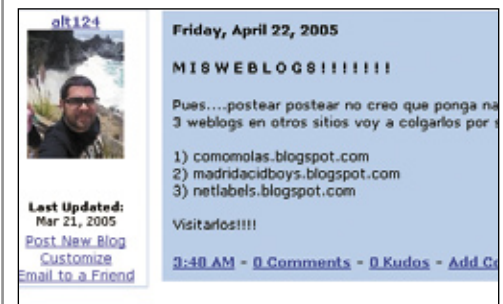 alt124
Last Updated:
Mar 21, 2005
Post New Blog
Customize
Email to a Friend
Friday, April 22, 2005
M I S W E B L O G S ! ! ! ! ! ! !
Pues....postear postear no creo que ponga
3 weblogs en otros sitios voy a colgarlos por
1) comomolas.blogspot.com
2) madridacidboys.blogspot.com
3) netlabels.blogspot.com
Visitarlos!!!!
3:48 AM - 0 Comments - 0 Kudos - Add